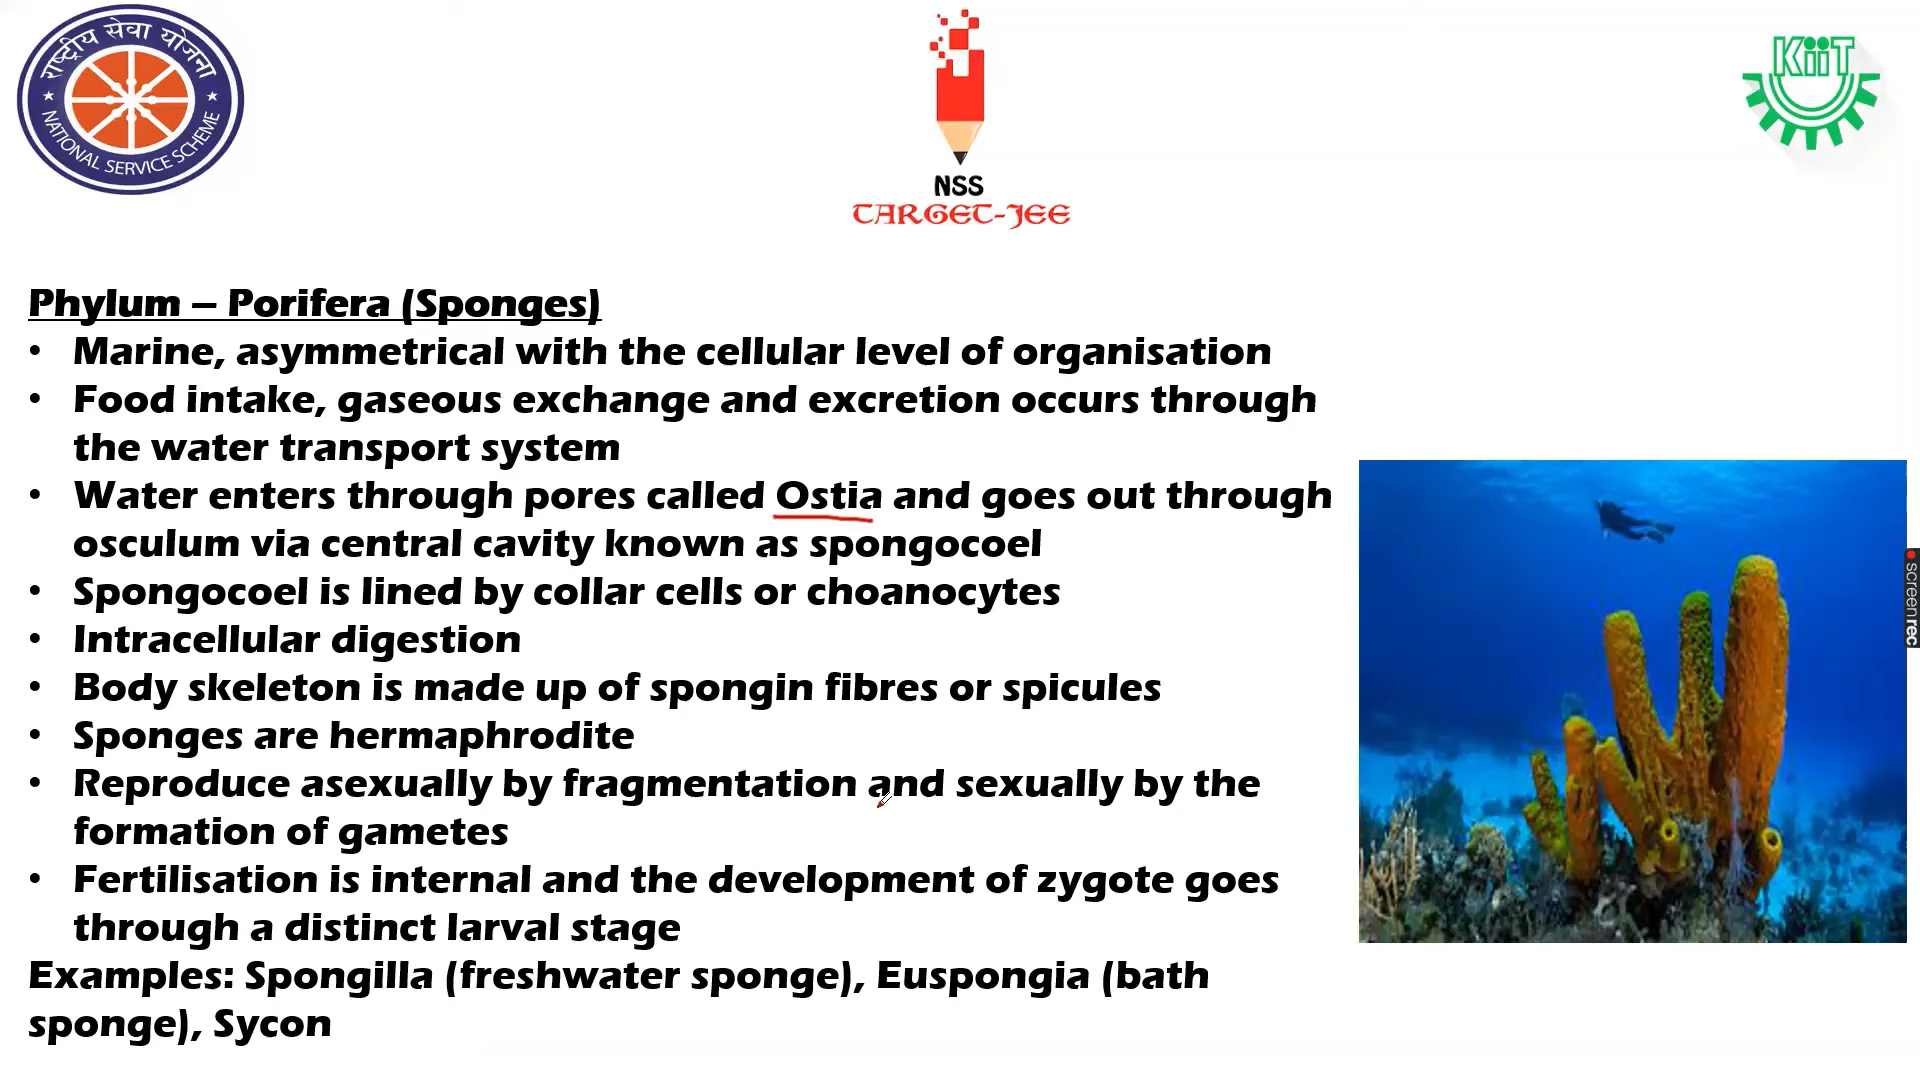 राष्ट्रीय सेवा योजना
NATIONAL SERVICE SCHEME
NSS
TARGET-JEE
KiiT
Phylum – Porifera (Sponges)
• Marine, asymmetrical with the cellular level of organisation
• Food intake, gaseous exchange and excretion occurs through
the water transport system
• Water enters through pores called Ostia and goes out through
osculum via central cavity known as spongocoel
• Spongocoel is lined by collar cells or choanocytes
• Intracellular digestion
• Body skeleton is made up of spongin fibres or spicules
• Sponges are hermaphrodite
• Reproduce asexually by fragmentation and sexually by the
formation of gametes
• Fertilisation is internal and the development of zygote goes
through a distinct larval stage
Examples: Spongilla (freshwater sponge), Euspongia (bath
sponge), Sycon
screenrec